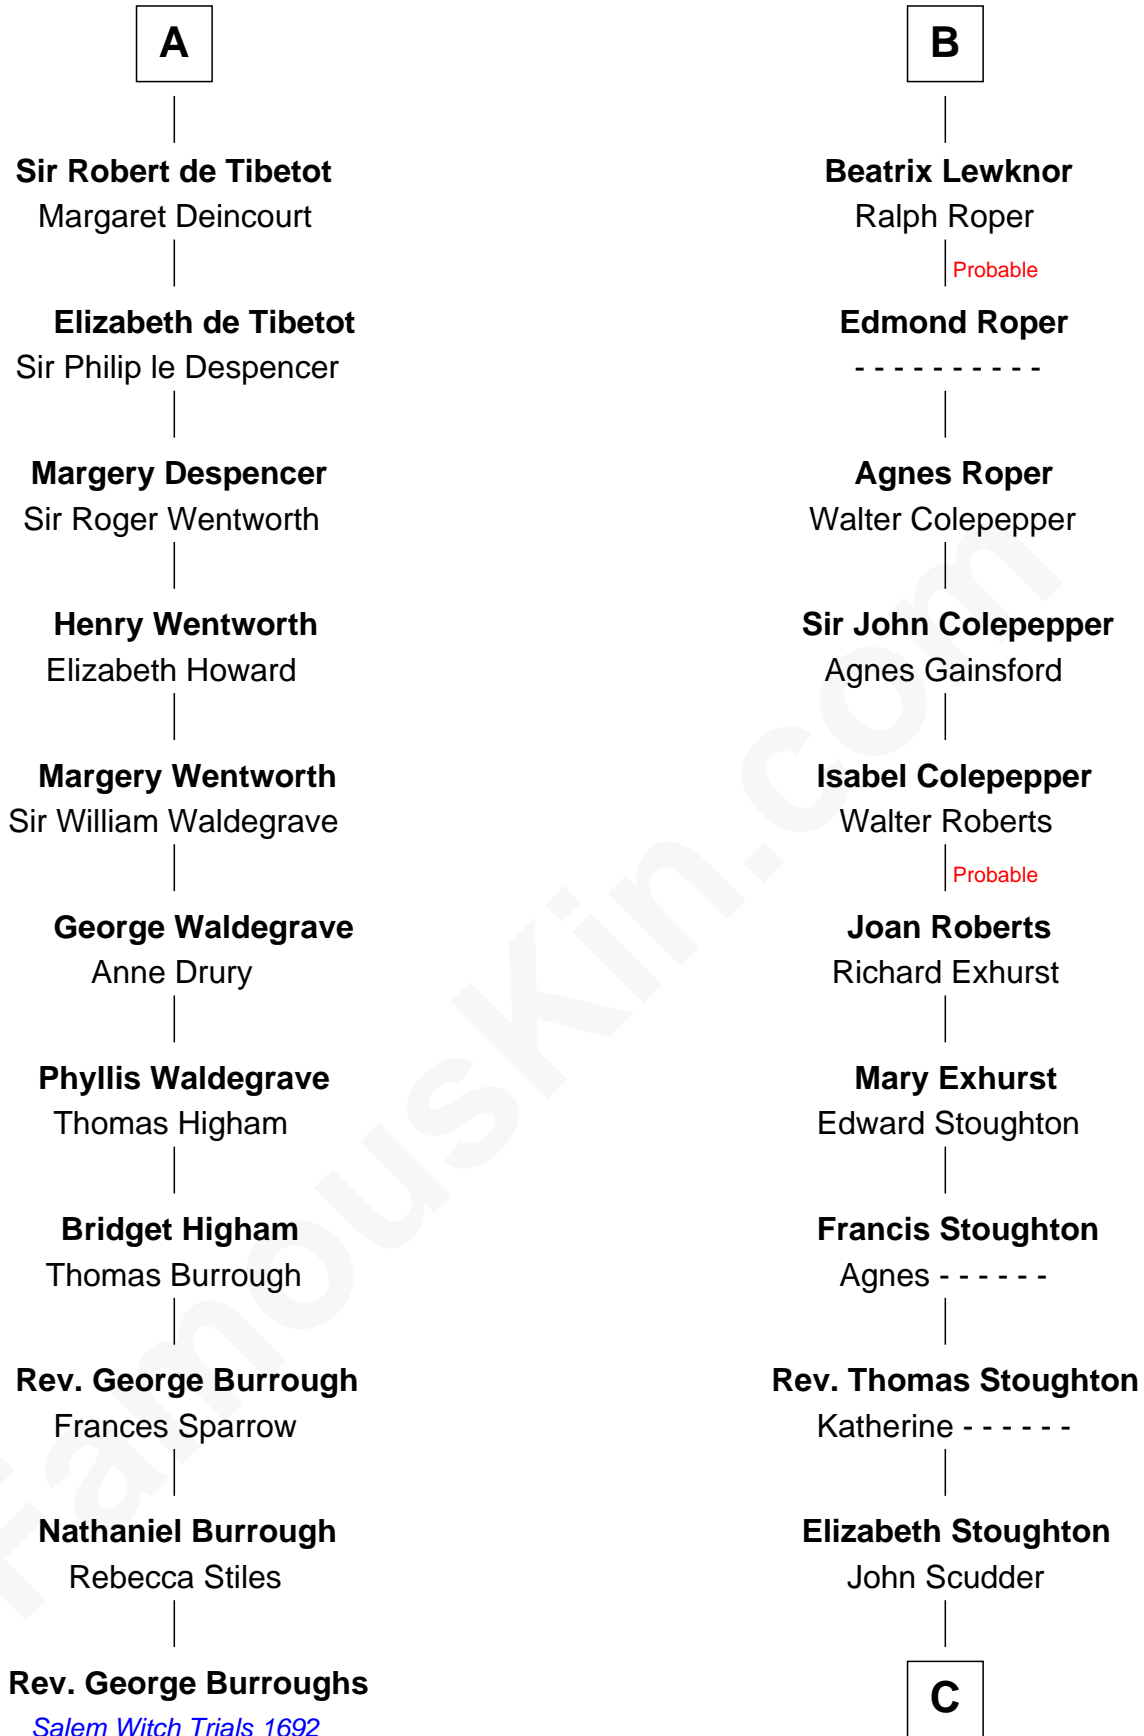 A
Sir Robert de Tibetot
Margaret Deincourt
Elizabeth de Tibetot
Sir Philip le Despencer
Margery Despencer
Sir Roger Wentworth
Henry Wentworth
Elizabeth Howard
Margery Wentworth
Sir William Waldegrave
George Waldegrave
Anne Drury
Phyllis Waldegrave
Thomas Higham
Bridget Higham
Thomas Burrough
Rev. George Burrough
Frances Sparrow
Nathaniel Burrough
Rebecca Stiles
Rev. George Burroughs
Salem Witch Trials 1692
B
Beatrix Lewknor
Ralph Roper
Probable
Edmond Roper
- - - - - - - - - -
Agnes Roper
Walter Colepepper
Sir John Colepepper
Agnes Gainsford
Isabel Colepepper
Walter Roberts
Probable
Joan Roberts
Richard Exhurst
Mary Exhurst
Edward Stoughton
Francis Stoughton
Agnes - - - - - -
Rev. Thomas Stoughton
Katherine - - - - - -
Elizabeth Stoughton
John Scudder
C
FamousKin.com